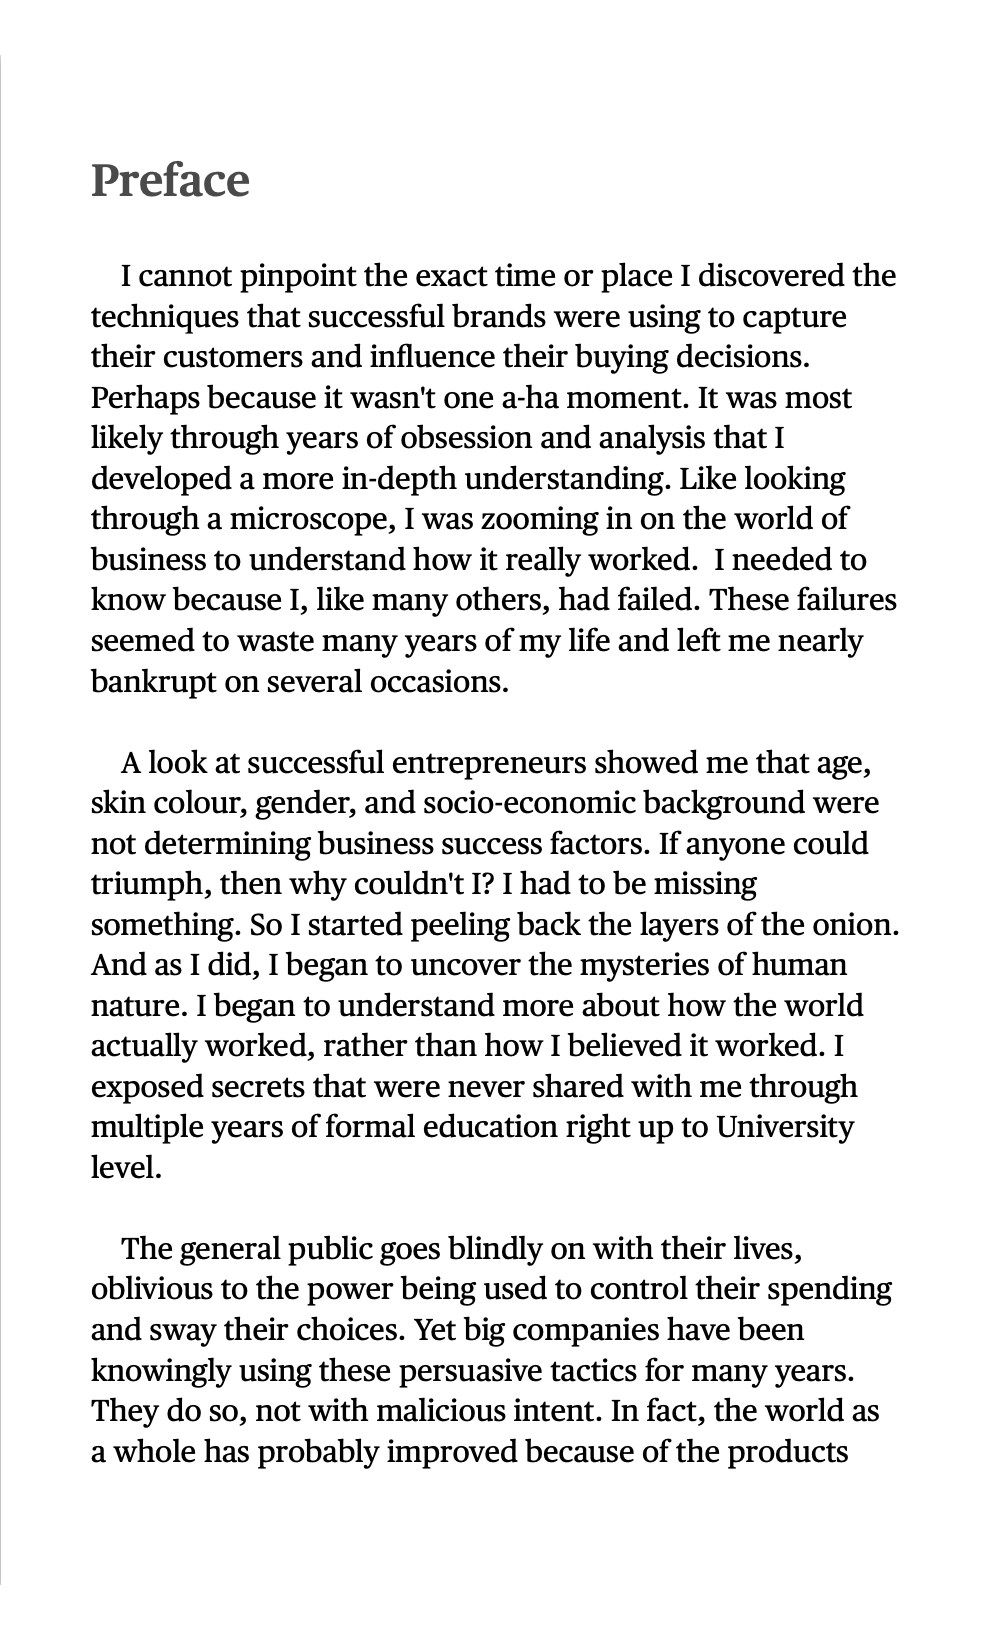 Preface
I cannot pinpoint the exact time or place I discovered the
techniques that successful brands were using to capture
their customers and influence their buying decisions.
Perhaps because it wasn't one a-ha moment. It was most
likely through years of obsession and analysis that I
developed a more in-depth understanding. Like looking
through a microscope, I was zooming in on the world of
business to understand how it really worked.  I needed to
know because I, like many others, had failed. These failures
seemed to waste many years of my life and left me nearly
bankrupt on several occasions.
A look at successful entrepreneurs showed me that age,
skin colour, gender, and socio-economic background were
not determining business success factors. If anyone could
triumph, then why couldn't I? I had to be missing
something. So I started peeling back the layers of the onion.
And as I did, I began to uncover the mysteries of human
nature. I began to understand more about how the world
actually worked, rather than how I believed it worked. I
exposed secrets that were never shared with me through
multiple years of formal education right up to University
level.
The general public goes blindly on with their lives,
oblivious to the power being used to control their spending
and sway their choices. Yet big companies have been
knowingly using these persuasive tactics for many years.
They do so, not with malicious intent. In fact, the world as
a whole has probably improved because of the products